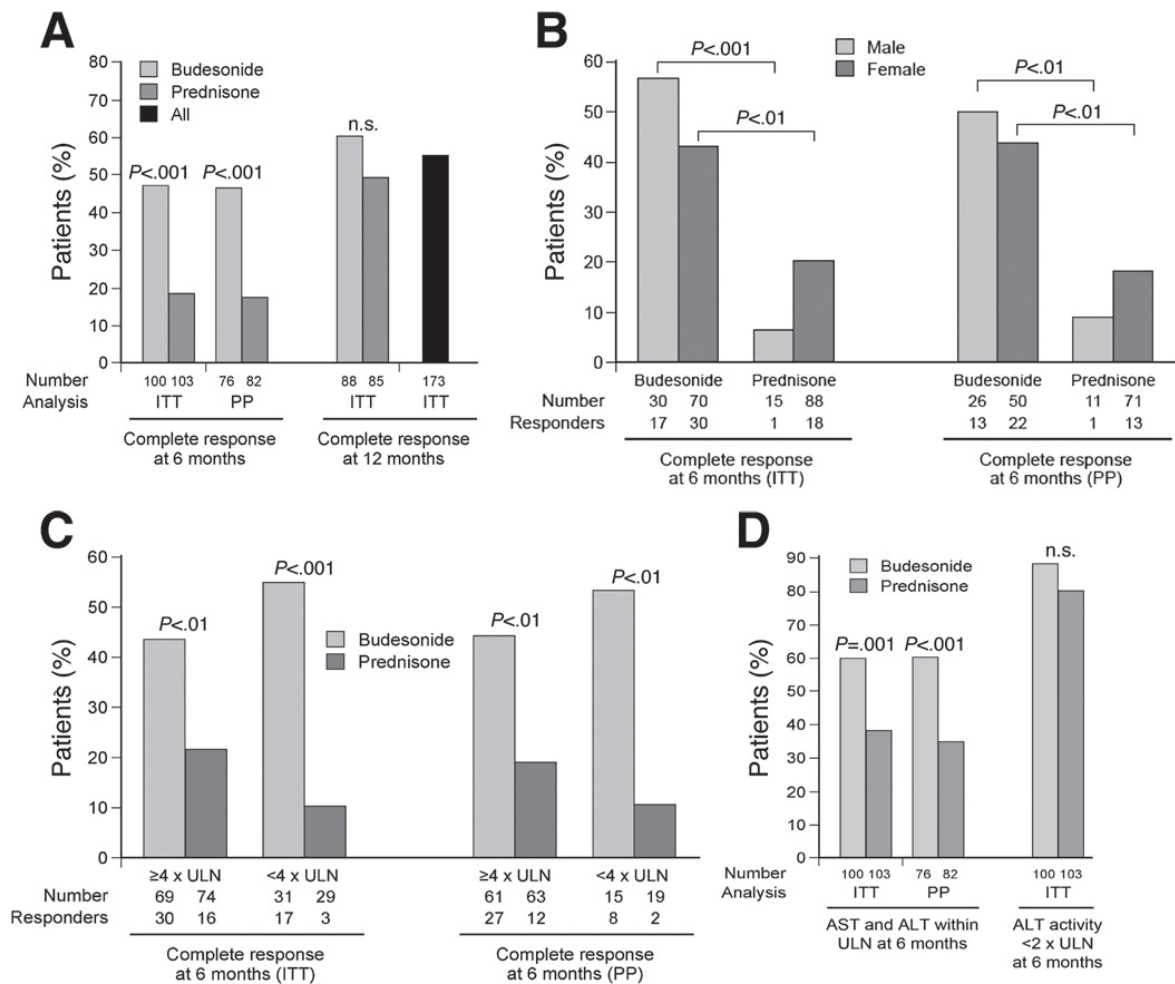 A
Patients (%)
80
70
60
50
40
30
20
10
0
Budesonide
Prednisone
All
P<.001 P<.001
n.s.
Number 100 103 76 82 88 85 173
Analysis ITT PP ITT ITT
Complete response
at 6 months
Complete response
at 12 months
B
Patients (%)
60
50
40
30
20
10
0
Male
Female
P<.001
P<.01
P<.01
P<.01
Budesonide Prednisone Budesonide Prednisone
Number 30 70 15 88 26 50 11 71
Responders 17 30 1 18 13 22 1 13
Complete response
at 6 months (ITT)
Complete response
at 6 months (PP)
C
Patients (%)
60
50
40
30
20
10
0
P<.01
P<.001
Budesonide
Prednisone
P<.01
P<.01
≥4 x ULN <4 x ULN ≥4 x ULN <4 x ULN
Number 69 74 31 29 61 63 15 19
Responders 30 16 17 3 27 12 8 2
Complete response
at 6 months (ITT)
Complete response
at 6 months (PP)
D
Patients (%)
90
80
70
60
50
40
30
20
10
0
Budesonide
Prednisone
P=.001 P<.001
n.s.
Number 100 103 76 82 100 103
Analysis ITT PP ITT
AST and ALT within
ULN at 6 months
ALT activity
<2 x ULN
at 6 months